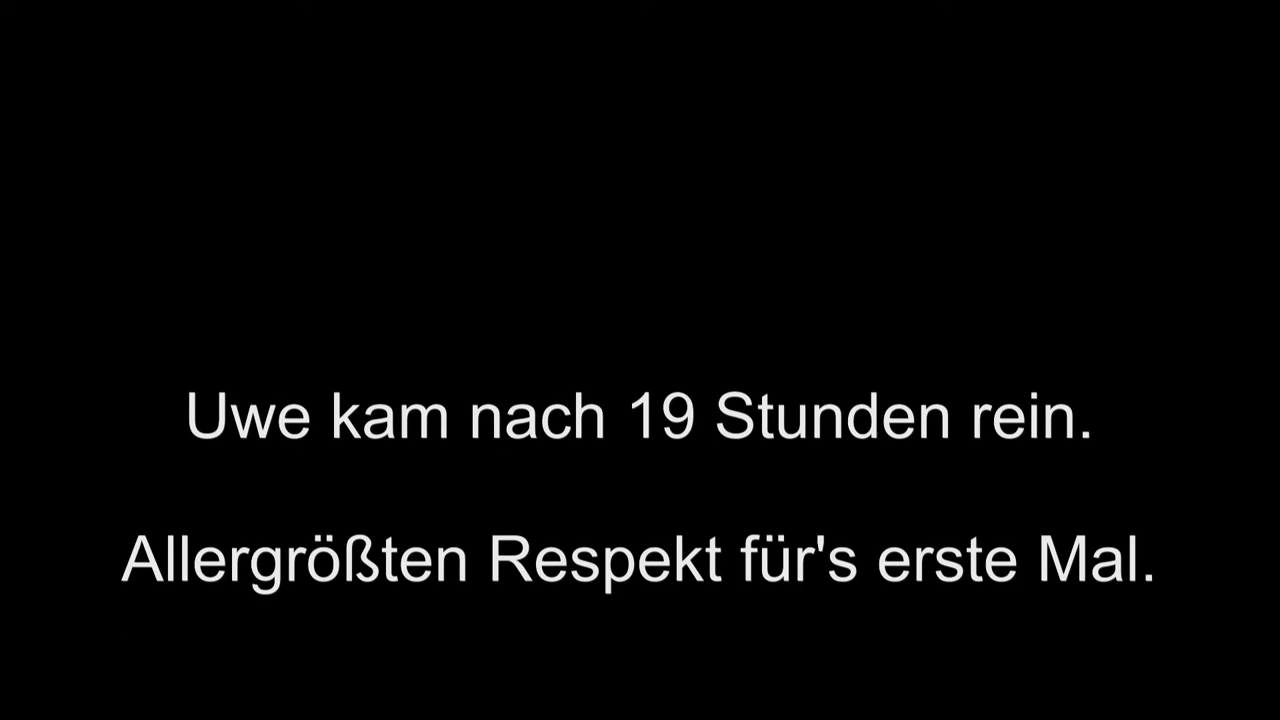 Uwe kam nach 19 Stunden rein.
Allergrößten Respekt für's erste Mal.